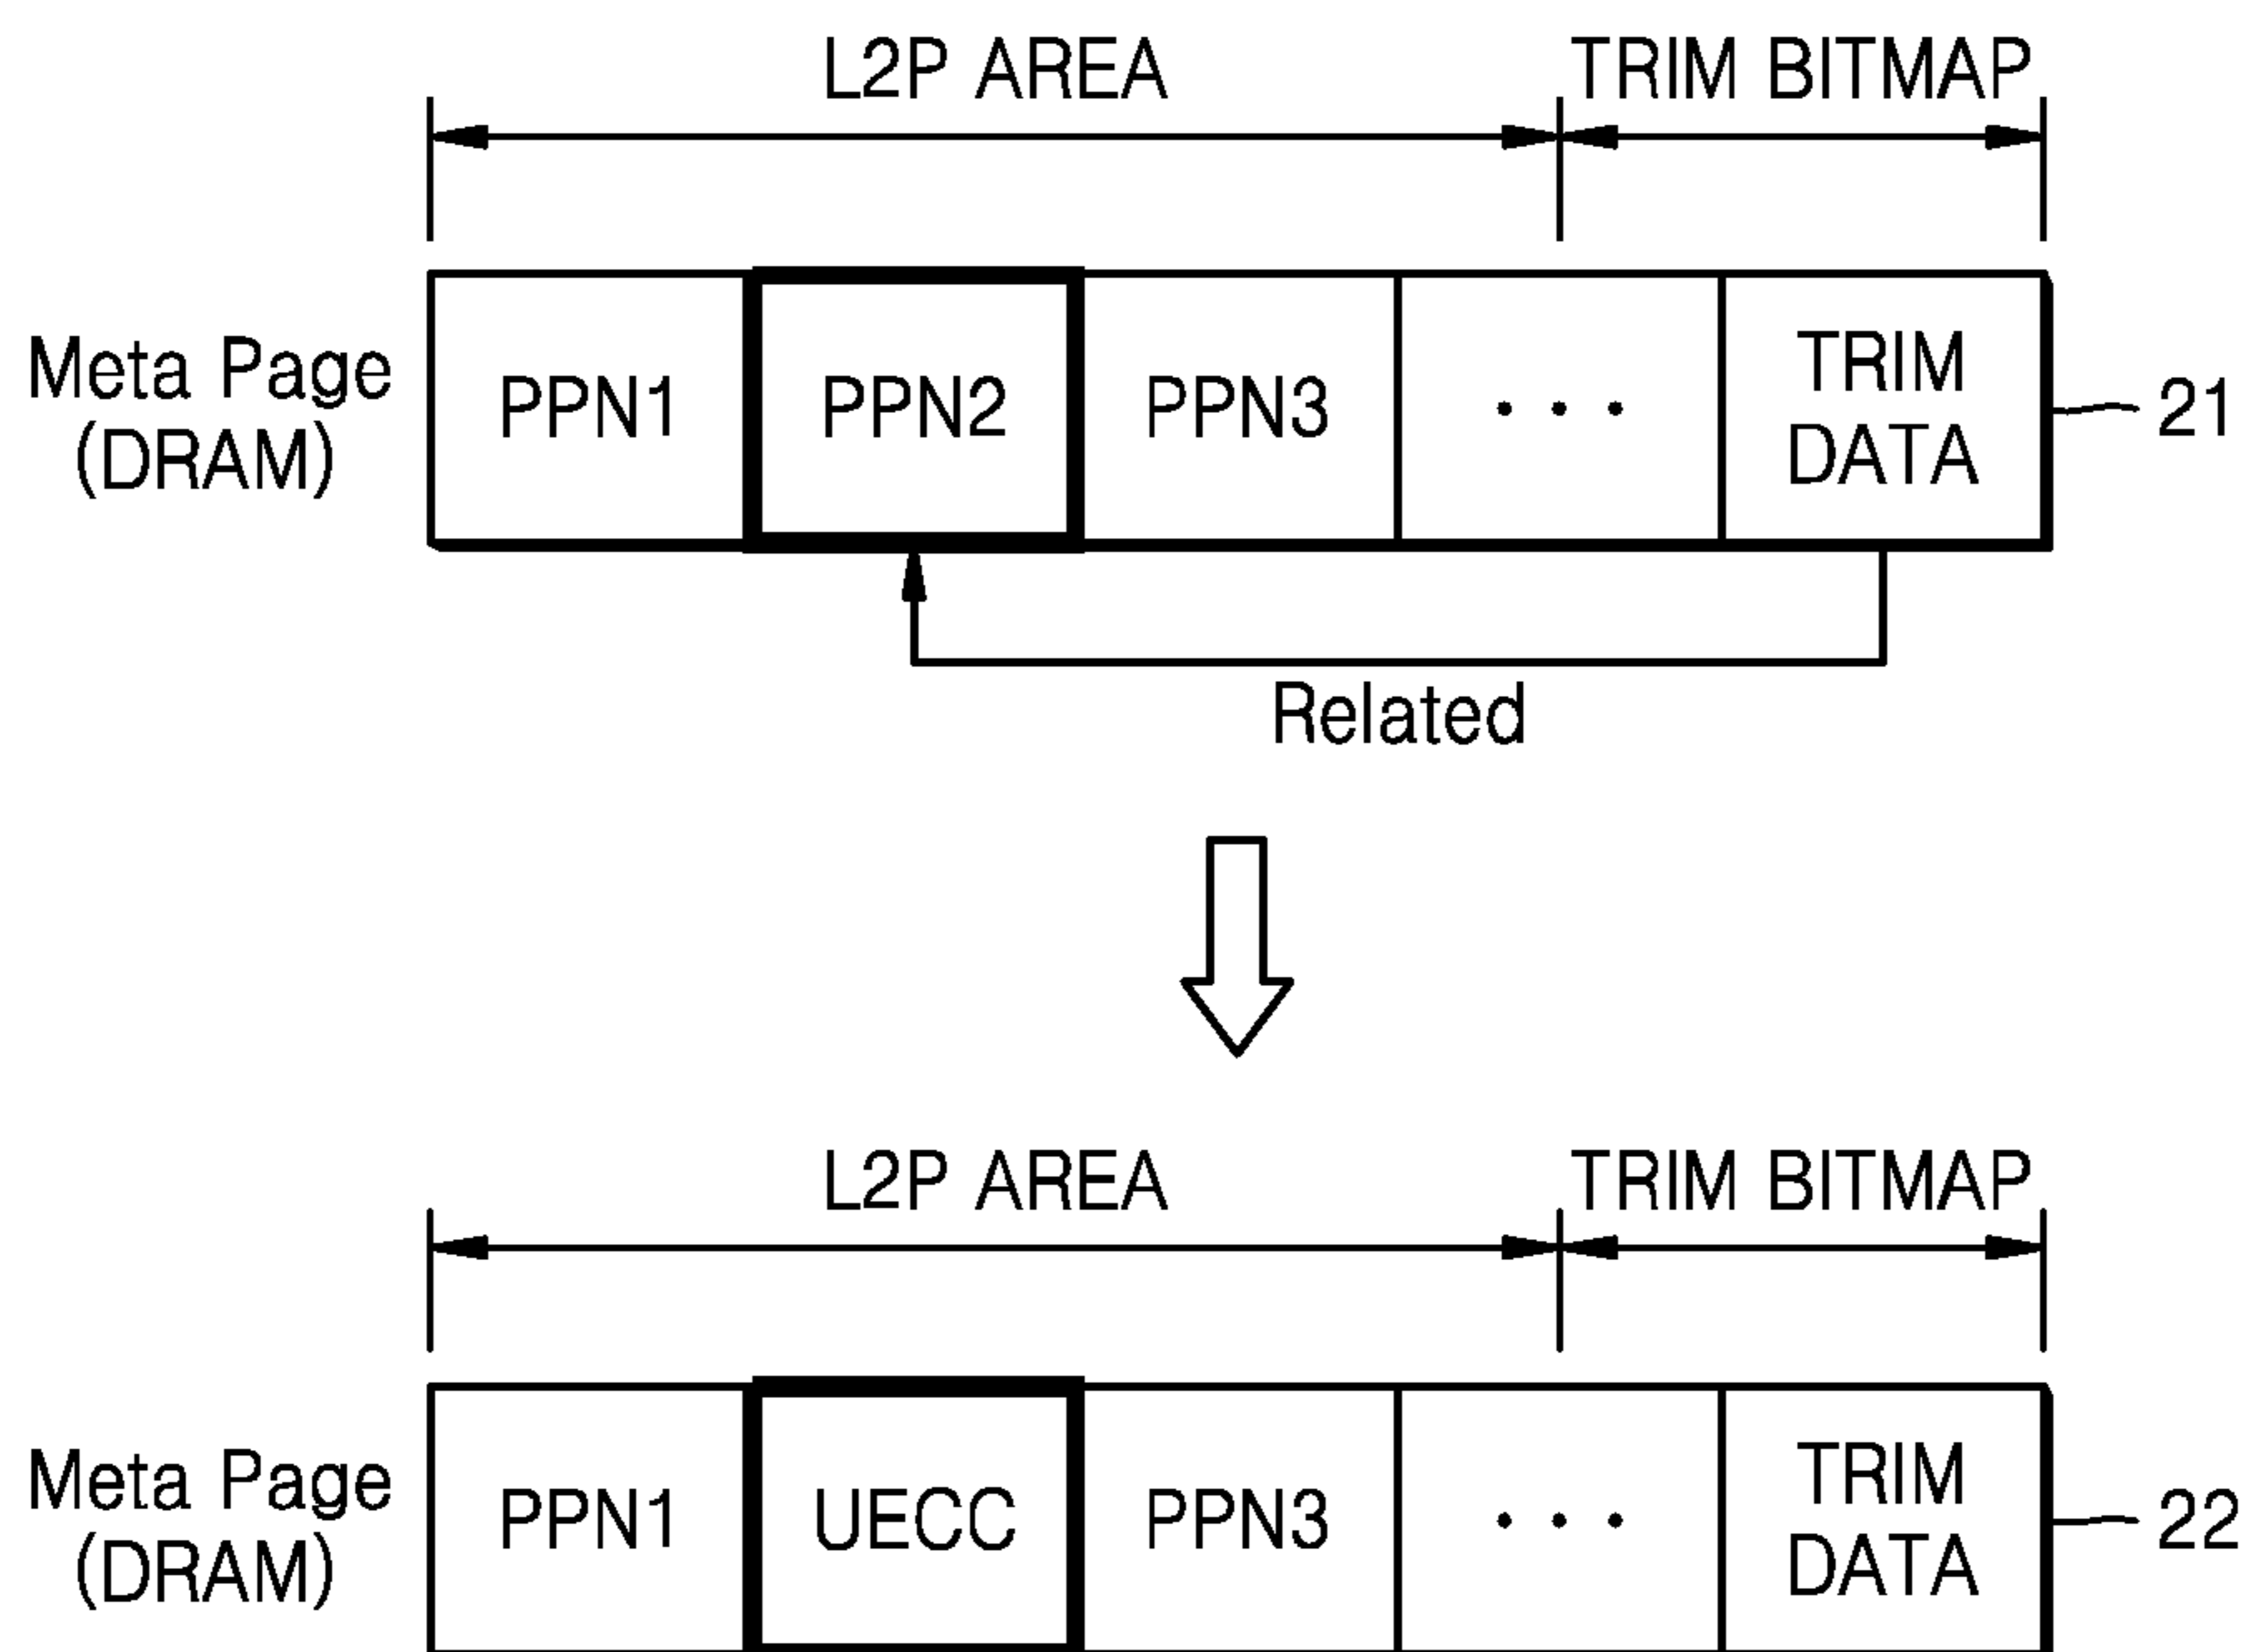 L2P AREA TRIM BITMAP
Meta Page
(DRAM)
PPN1 PPN2 PPN3 • • • TRIM DATA 21
Related
L2P AREA TRIM BITMAP
Meta Page
(DRAM)
PPN1 UECC PPN3 • • • TRIM DATA 22